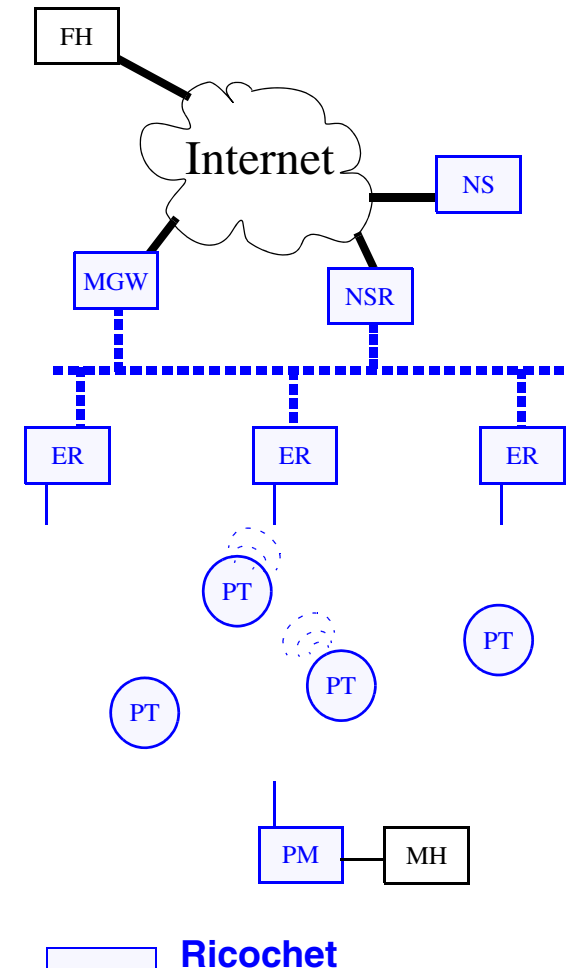 FH
Internet
NS
MGW
NSR
ER
ER
ER
PT
PT
PT
PT
PM
MH
Ricochet